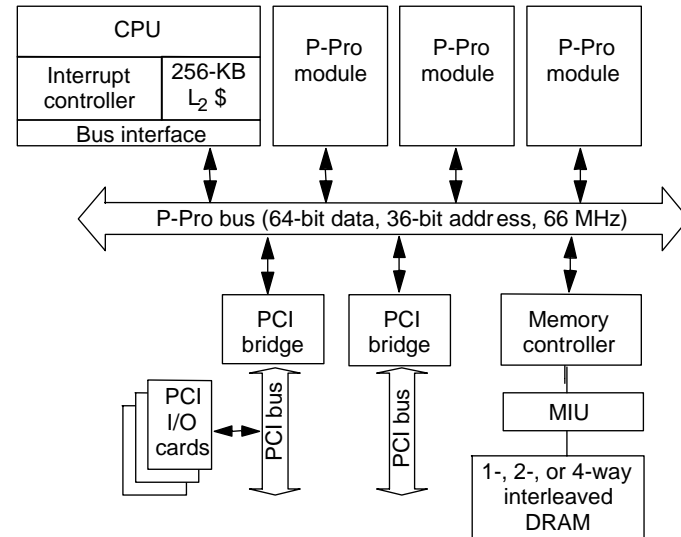 CPU
Interrupt
controller
256-KB
L2 $
Bus interface
P-Pro
module
P-Pro
module
P-Pro
module
P-Pro bus (64-bit data, 36-bit address, 66 MHz)
PCI
bridge
PCI
bridge
Memory
controller
PCI
I/O
cards
PCI bus
PCI bus
MIU
1-, 2-, or 4-way
interleaved
DRAM